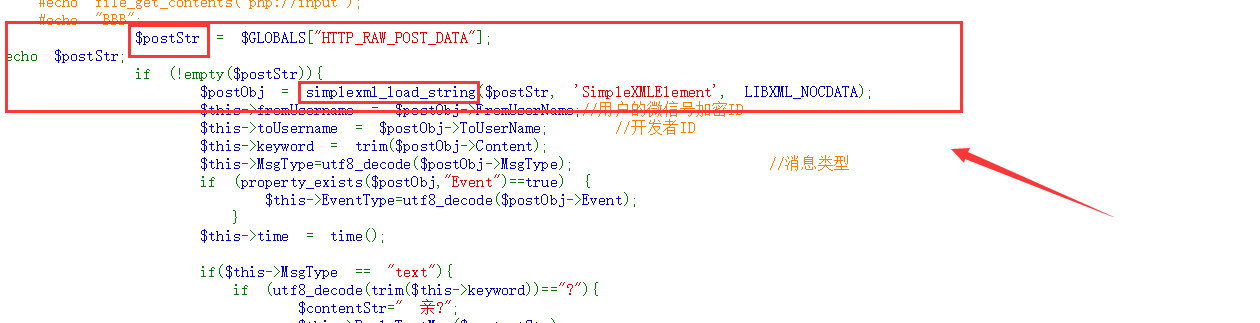 #echo file_get_contents('php://input');
#echo "BBB";
$postStr = $GLOBALS["HTTP_RAW_POST_DATA"];
echo $postStr;
if (!empty($postStr)){
$postObj = simplexml_load_string($postStr, 'SimpleXMLElement', LIBXML_NOCDATA);
$this->fromUsername = $postObj->FromUserName;//用户的微信号加密ID
$this->toUsername = $postObj->ToUserName; //开发者ID
$this->keyword = trim($postObj->Content);
$this->MsgType=utf8_decode($postObj->MsgType); //消息类型
if (property_exists($postObj,"Event")==true) {
$this->EventType=utf8_decode($postObj->Event);
}
$this->time = time();
if($this->MsgType == "text"){
if (utf8_decode(trim($this->keyword))=="?"){
$contentStr=" 亲?";